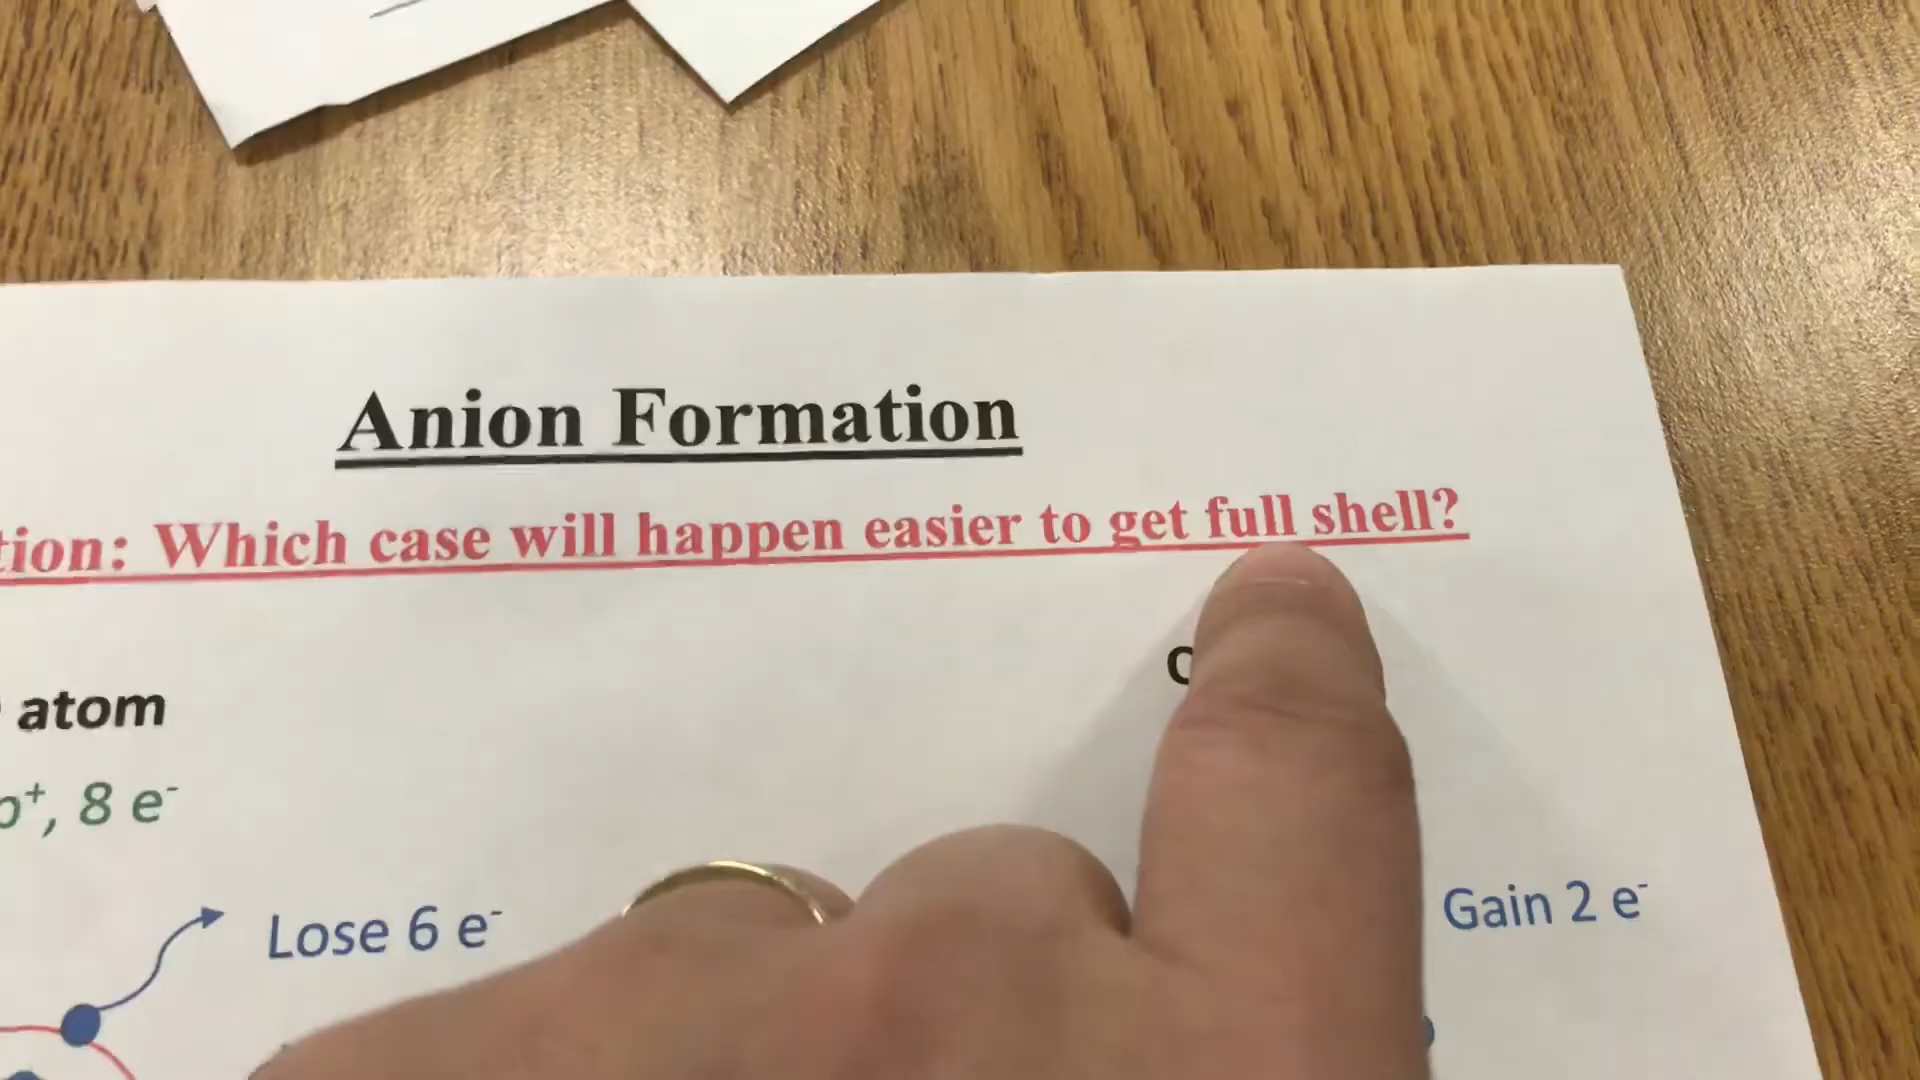 Anion Formation
tion: Which case will happen easier to get full shell?
atom
p⁺, 8 e⁻
Lose 6 e⁻
Gain 2 e⁻